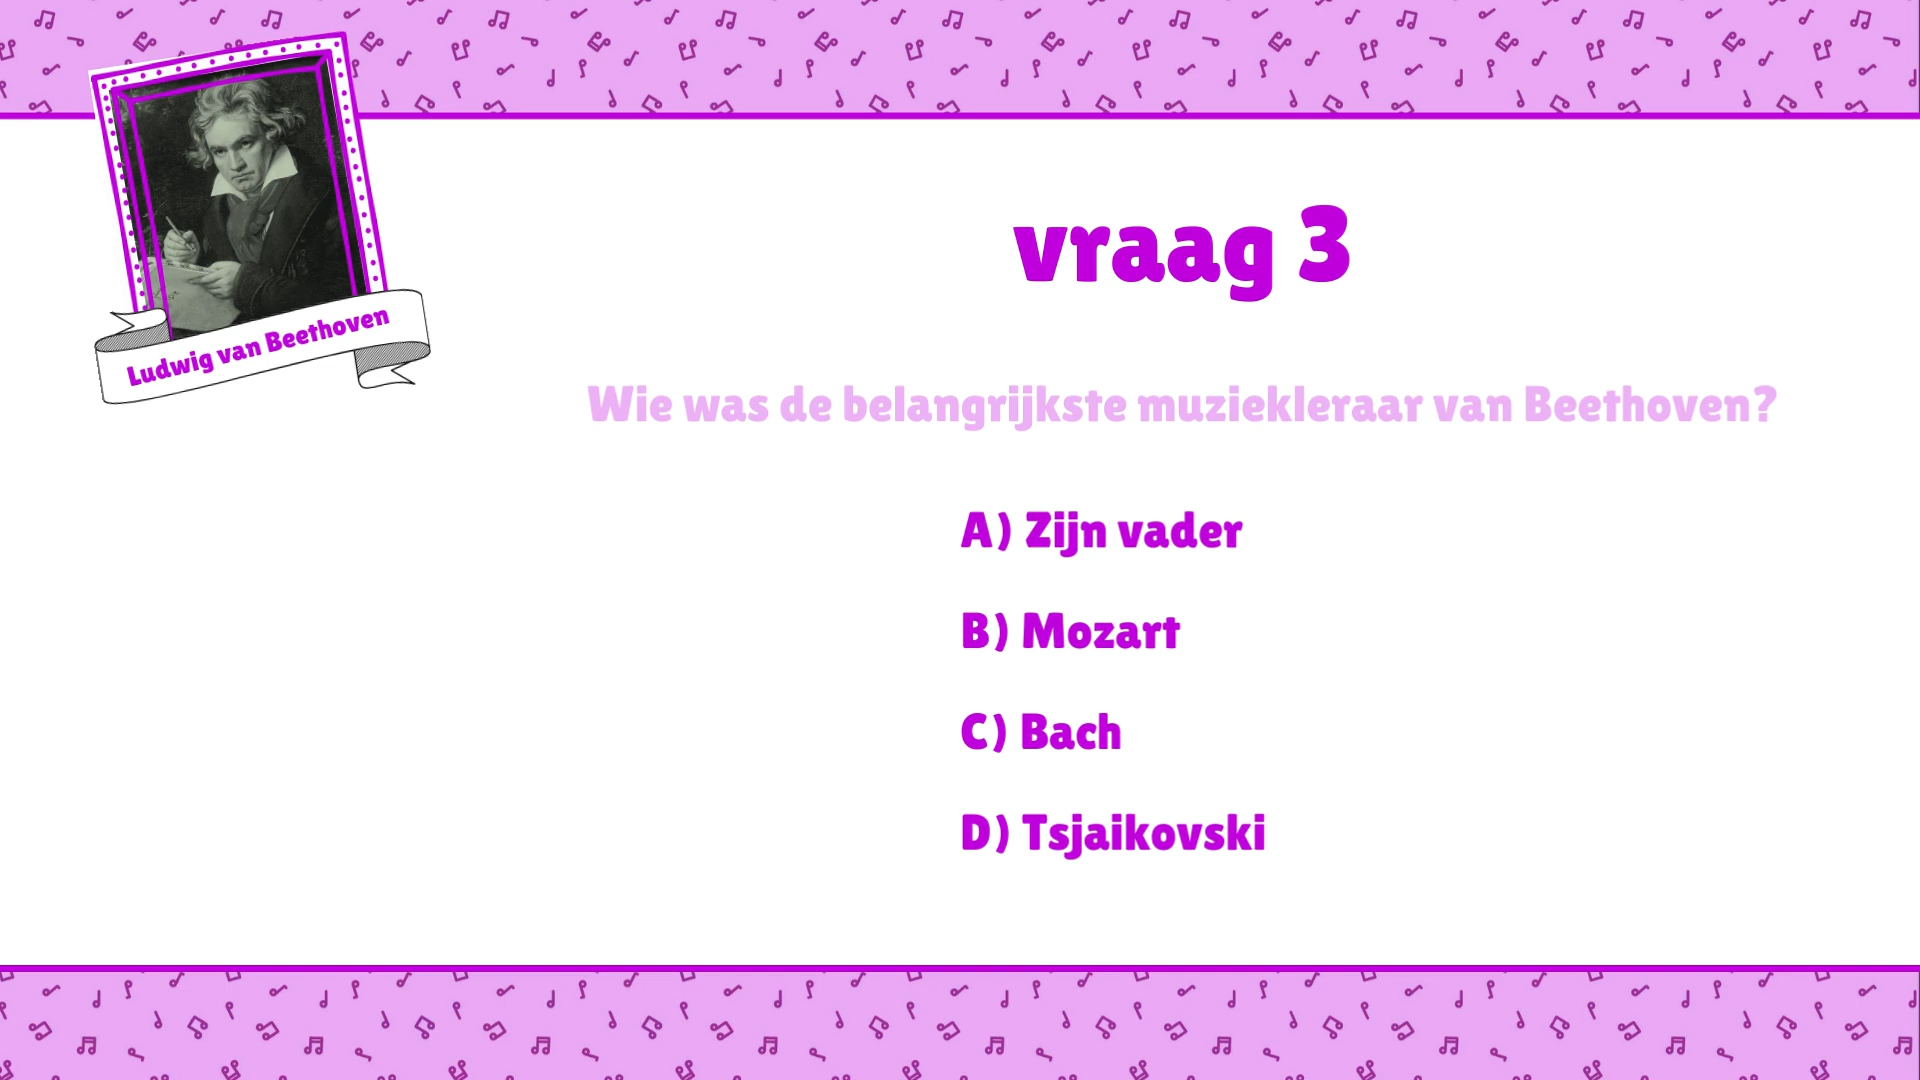 Ludwig van Beethoven
vraag 3
Wie was de belangrijkste muziekleraar van Beethoven?
A) Zijn vader
B) Mozart
C) Bach
D) Tsjaikovski